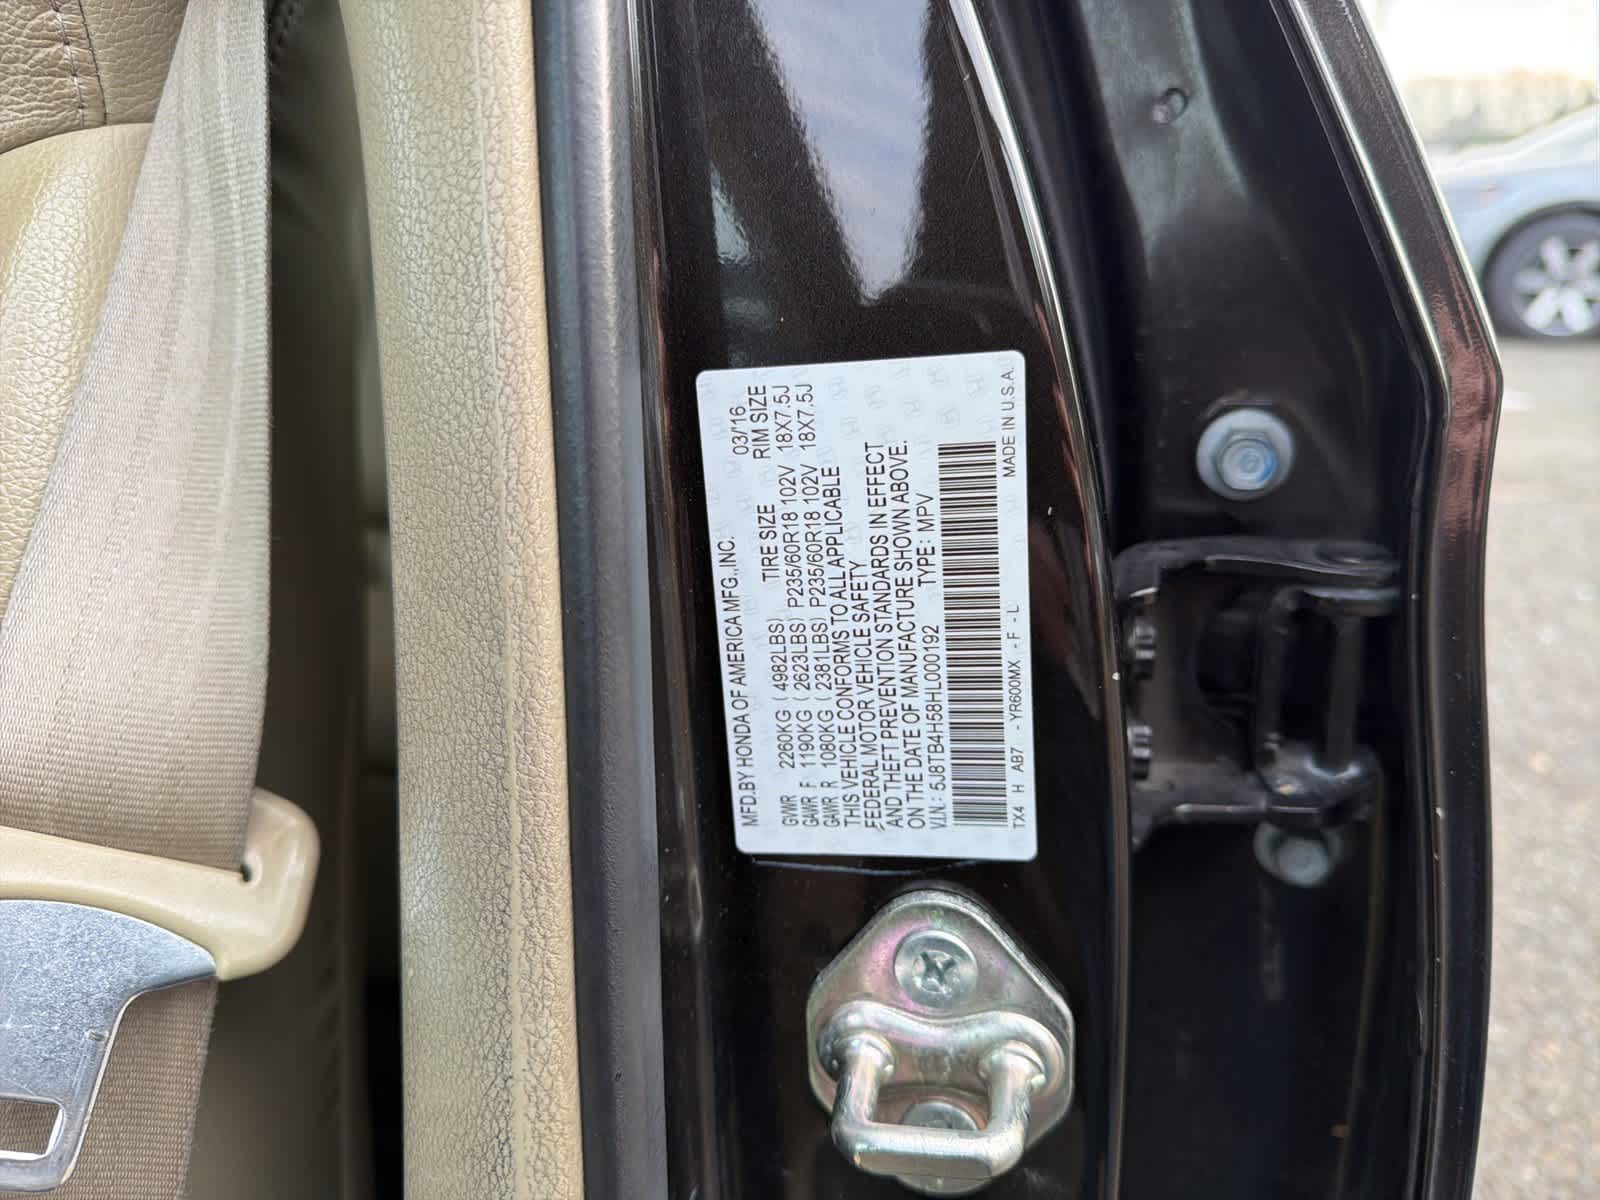 MFD. BY HONDA OF AMERICA MFG., INC. 03/'16
TIRE SIZE RIM SIZE
GVWR 2260KG ( 4982LBS)
GAWR F 1190KG ( 2623LBS) P235/60R18 102V 18X7.5J
GAWR R 1080KG ( 2381LBS) P235/60R18 102V 18X7.5J
THIS VEHICLE CONFORMS TO ALL APPLICABLE
FEDERAL MOTOR VEHICLE SAFETY
AND THEFT PREVENTION STANDARDS IN EFFECT
ON THE DATE OF MANUFACTURE SHOWN ABOVE.
V.I.N.: 5J8TB4H58HL000192 TYPE: MPV
TX4 H AB7 -YR600MX - F - L MADE IN U.S.A.